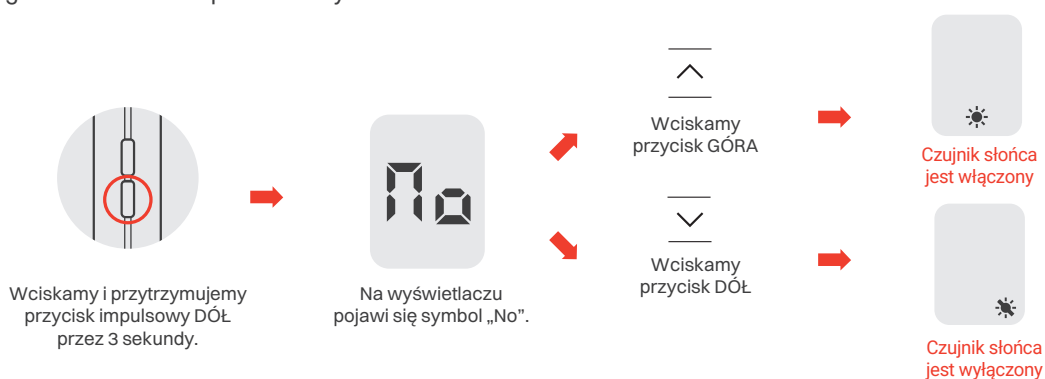 Wciskamy i przytrzymujemy
przycisk impulsowy DÓŁ
przez 3 sekundy.
No
Na wyświetlaczu
pojawi się symbol „No”.
Wciskamy
przycisk GÓRA
Czujnik słońca
jest włączony
Wciskamy
przycisk DÓŁ
Czujnik słońca
jest wyłączony